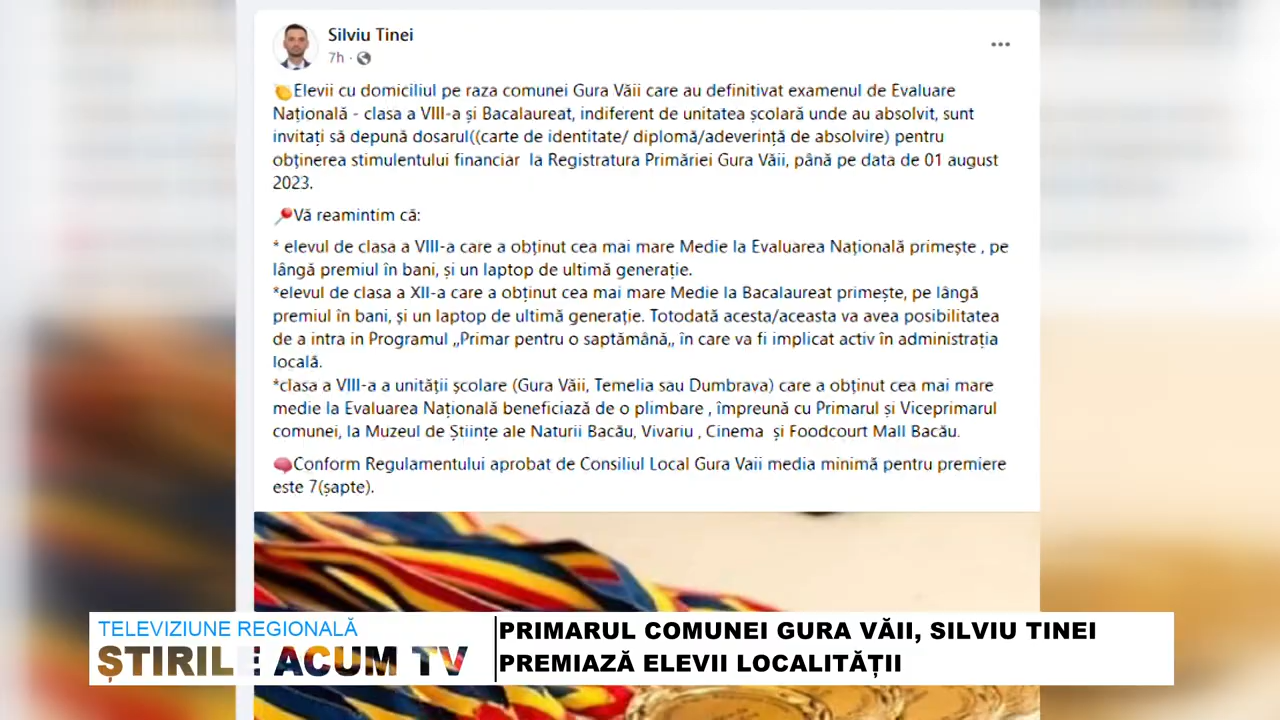 Silviu Tinei
7h ·
👏Elevii cu domiciliul pe raza comunei Gura Văii care au definitivat examenul de Evaluare
Națională - clasa a VIII-a și Bacalaureat, indiferent de unitatea școlară unde au absolvit, sunt
invitați să depună dosarul((carte de identitate/ diplomă/adeverință de absolvire) pentru
obținerea stimulentului financiar  la Registratura Primăriei Gura Văii, până pe data de 01 august
2023.
📍Vă reamintim că:
* elevul de clasa a VIII-a care a obținut cea mai mare Medie la Evaluarea Națională primește , pe
lângă premiul în bani, și un laptop de ultimă generație.
*elevul de clasa a XII-a care a obținut cea mai mare Medie la Bacalaureat primește, pe lângă
premiul în bani, și un laptop de ultimă generație. Totodată acesta/aceasta va avea posibilitatea
de a intra in Programul ,,Primar pentru o saptămână,, în care va fi implicat activ în administrația
locală.
*clasa a VIII-a a unității școlare (Gura Văii, Temelia sau Dumbrava) care a obținut cea mai mare
medie la Evaluarea Națională beneficiază de o plimbare , împreună cu Primarul și Viceprimarul
comunei, la Muzeul de Științe ale Naturii Bacău, Vivariu , Cinema  și Foodcourt Mall Bacău.
🧠Conform Regulamentului aprobat de Consiliul Local Gura Vaii media minimă pentru premiere
este 7(șapte).
TELEVIZIUNE REGIONALĂ
ȘTIRILE ACUM TV
PRIMARUL COMUNEI GURA VĂII, SILVIU TINEI
PREMIAZĂ ELEVII LOCALITĂȚII